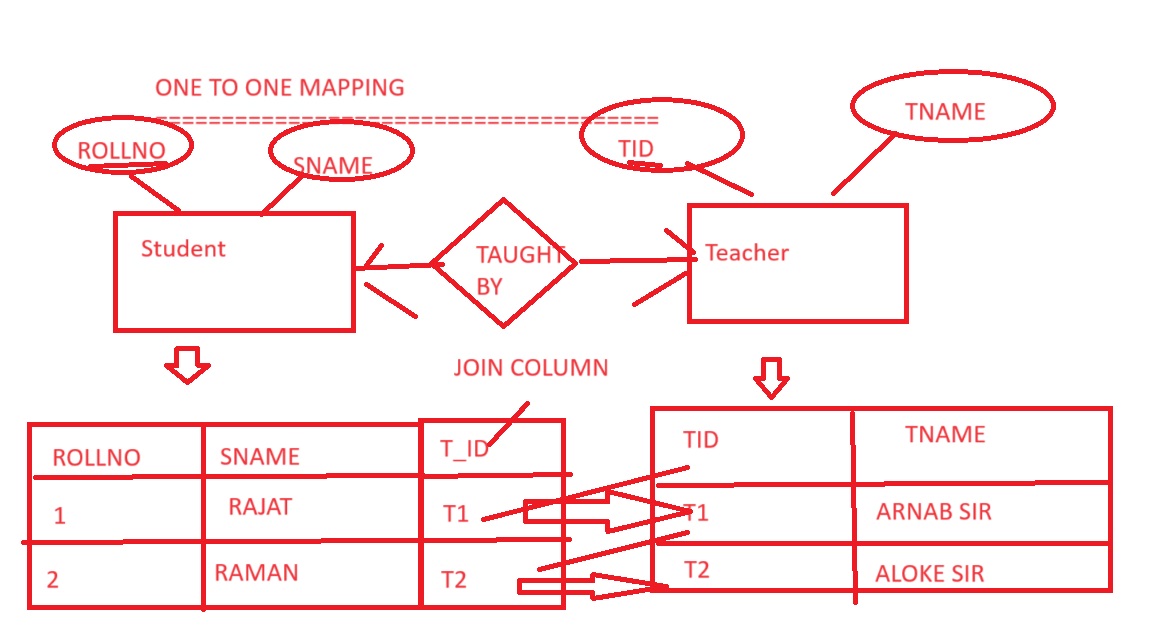 ONE TO ONE MAPPING
===================================================
ROLLNO
SNAME
TID
TNAME
Student
TAUGHT
BY
Teacher
JOIN COLUMN
ROLLNO SNAME T_ID
1 RAJAT T1
2 RAMAN T2
TID TNAME
T1 ARNAB SIR
T2 ALOKE SIR